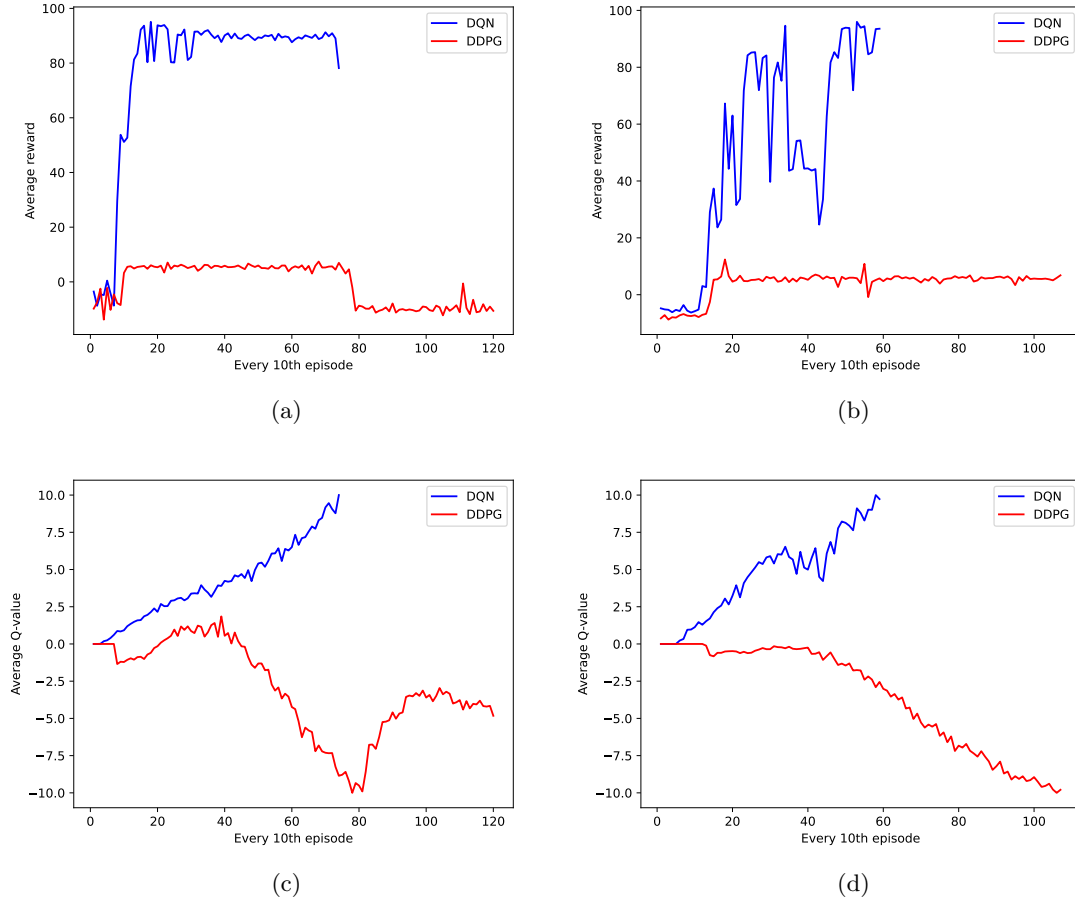 100
80
60
40
20
0
Average reward
0 20 40 60 80 100 120
Every 10th episode
DQN
DDPG
(a)
100
80
60
40
20
0
Average reward
0 20 40 60 80 100
Every 10th episode
DQN
DDPG
(b)
10.0
7.5
5.0
2.5
0.0
−2.5
−5.0
−7.5
−10.0
Average Q-value
0 20 40 60 80 100 120
Every 10th episode
DQN
DDPG
(c)
10.0
7.5
5.0
2.5
0.0
−2.5
−5.0
−7.5
−10.0
Average Q-value
0 20 40 60 80 100
Every 10th episode
DQN
DDPG
(d)